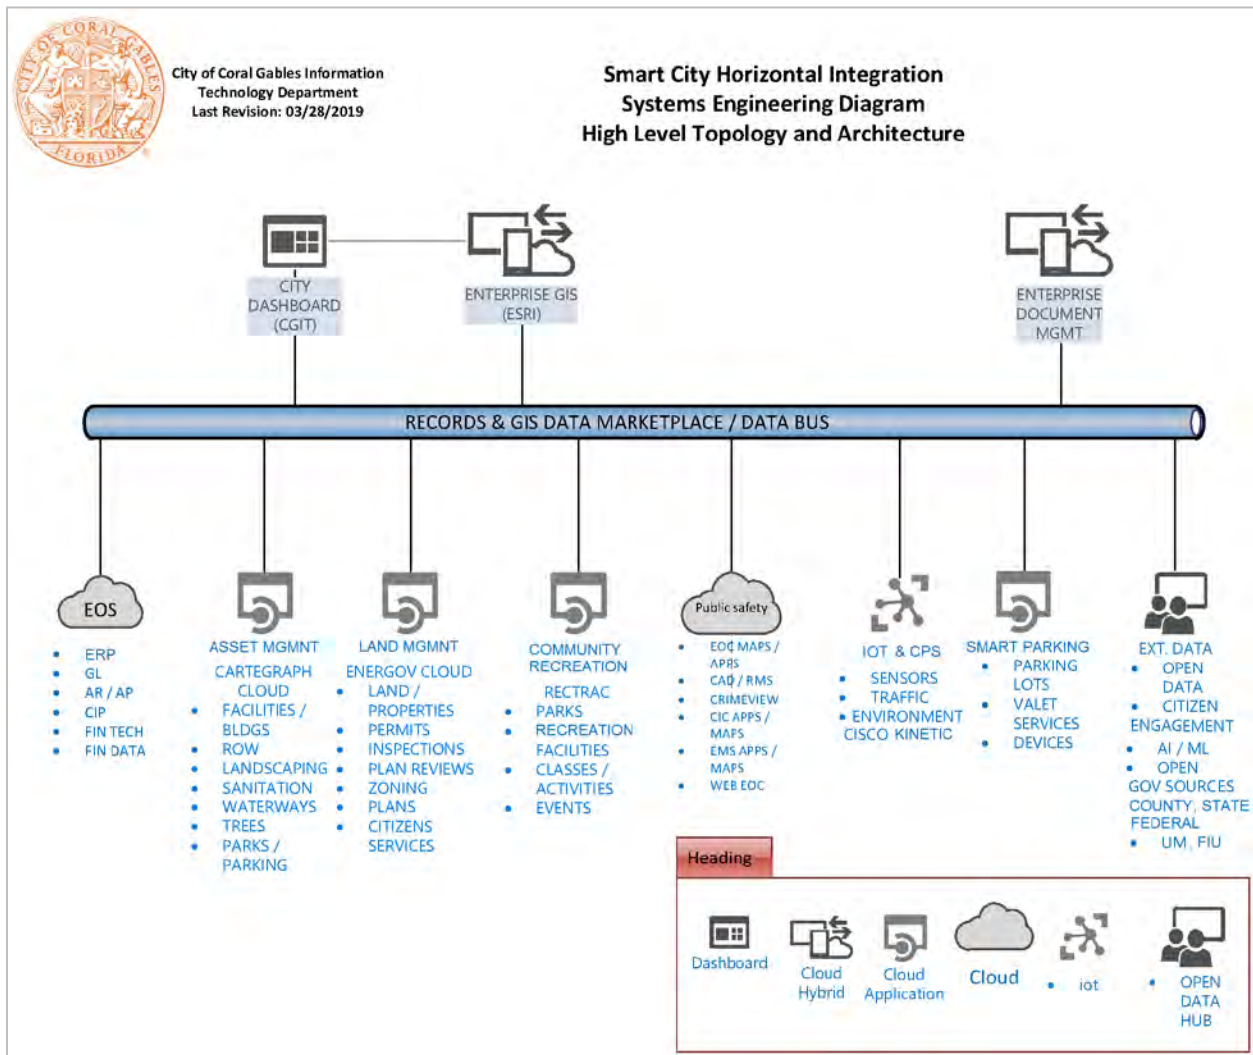 CITY OF CORAL GABLES
FLORIDA
City of Coral Gables Information
Technology Department
Last Revision: 03/28/2019
Smart City Horizontal Integration
Systems Engineering Diagram
High Level Topology and Architecture
CITY
DASHBOARD
(CGIT)
ENTERPRISE GIS
(ESRI)
ENTERPRISE
DOCUMENT
MGMT
RECORDS & GIS DATA MARKETPLACE / DATA BUS
EOS
• ERP
• GL
• AR / AP
• CIP
• FIN TECH
• FIN DATA
ASSET MGMNT
CARTEGRAPH
CLOUD
• FACILITIES /
BLDGS
• ROW
• LANDSCAPING
• SANITATION
• WATERWAYS
• TREES
• PARKS /
PARKING
LAND MGMNT
ENERGOV CLOUD
• LAND /
PROPERTIES
• PERMITS
• INSPECTIONS
• PLAN REVIEWS
• ZONING
• PLANS
• CITIZENS
SERVICES
COMMUNITY
RECREATION
RECTRAC
• PARKS
• RECREATION
FACILITIES
• CLASSES /
ACTIVITIES
• EVENTS
Public safety
• EOC MAPS /
APRS
• CAD / RMS
• CRIMEVIEW
• CIC APPS /
MAPS
• EMS APPS /
MAPS
• WEB EOC
IOT & CPS
• SENSORS
• TRAFFIC
• ENVIRONMENT
CISCO KINETIC
SMART PARKING
• PARKING
LOTS
• VALET
SERVICES
• DEVICES
EXT. DATA
• OPEN
DATA
• CITIZEN
ENGAGEMENT
• AI / ML
• OPEN
GOV SOURCES
COUNTY, STATE
FEDERAL
• UM, FIU
Heading
Dashboard
Cloud
Hybrid
Cloud
Application
Cloud
• iot
• OPEN
DATA
HUB